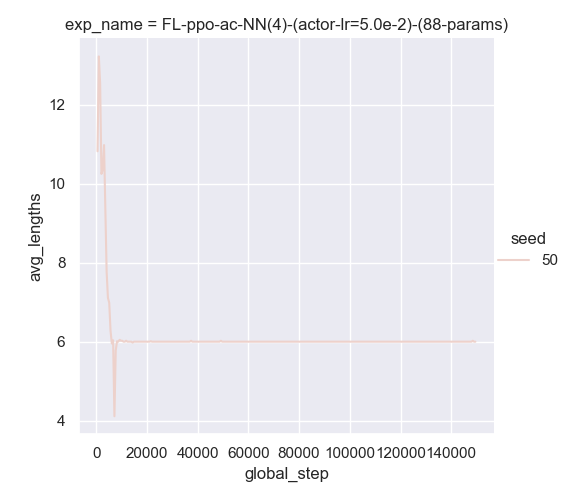 exp_name = FL-ppo-ac-NN(4)-(actor-lr=5.0e-2)-(88-params)
12
10
8
6
4
avg_lengths
0 20000 40000 60000 80000 100000 120000 140000
global_step
seed
50